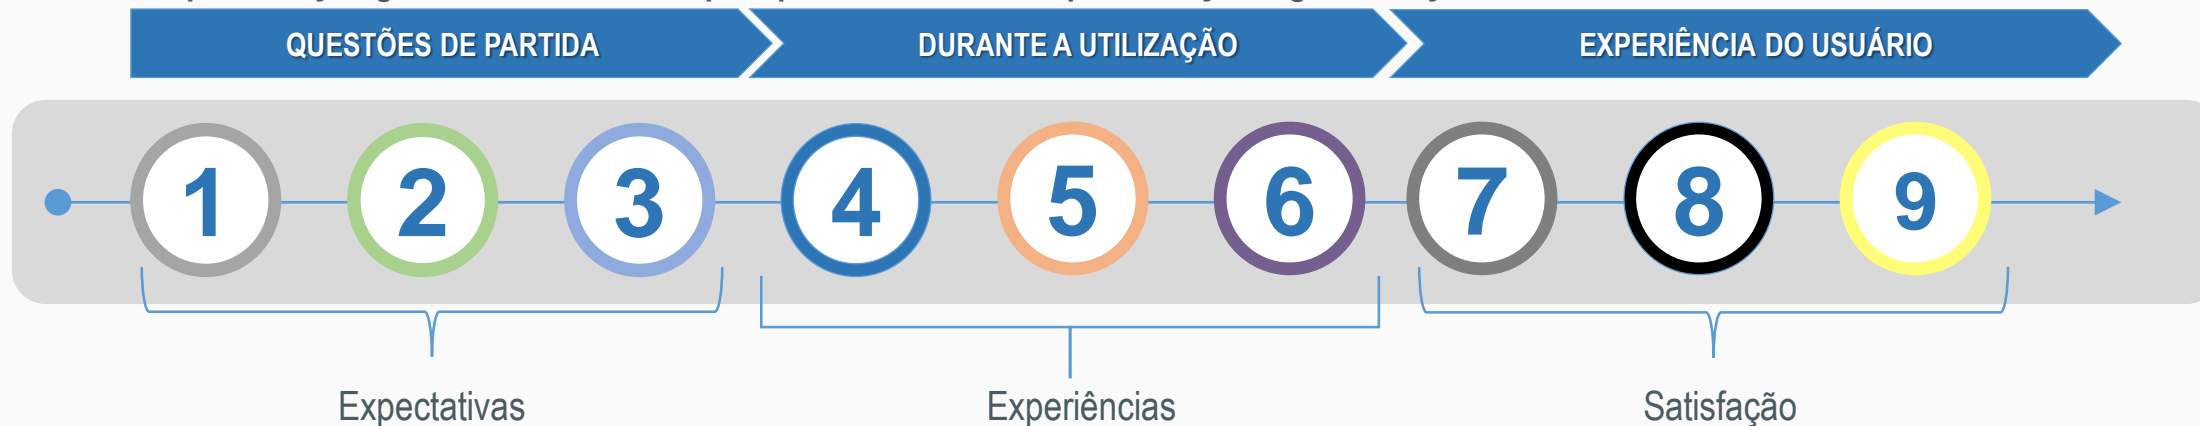 QUESTÕES DE PARTIDA DURANTE A UTILIZAÇÃO EXPERIÊNCIA DO USUÁRIO
1 2 3 4 5 6 7 8 9
Expectativas Experiências Satisfação